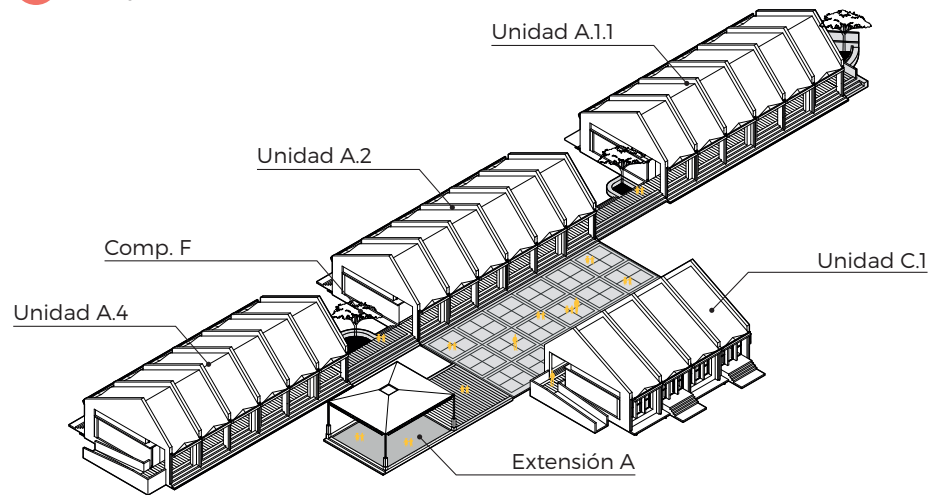 Unidad A.1.1
Unidad A.2
Comp. F
Unidad C.1
Unidad A.4
Extensión A